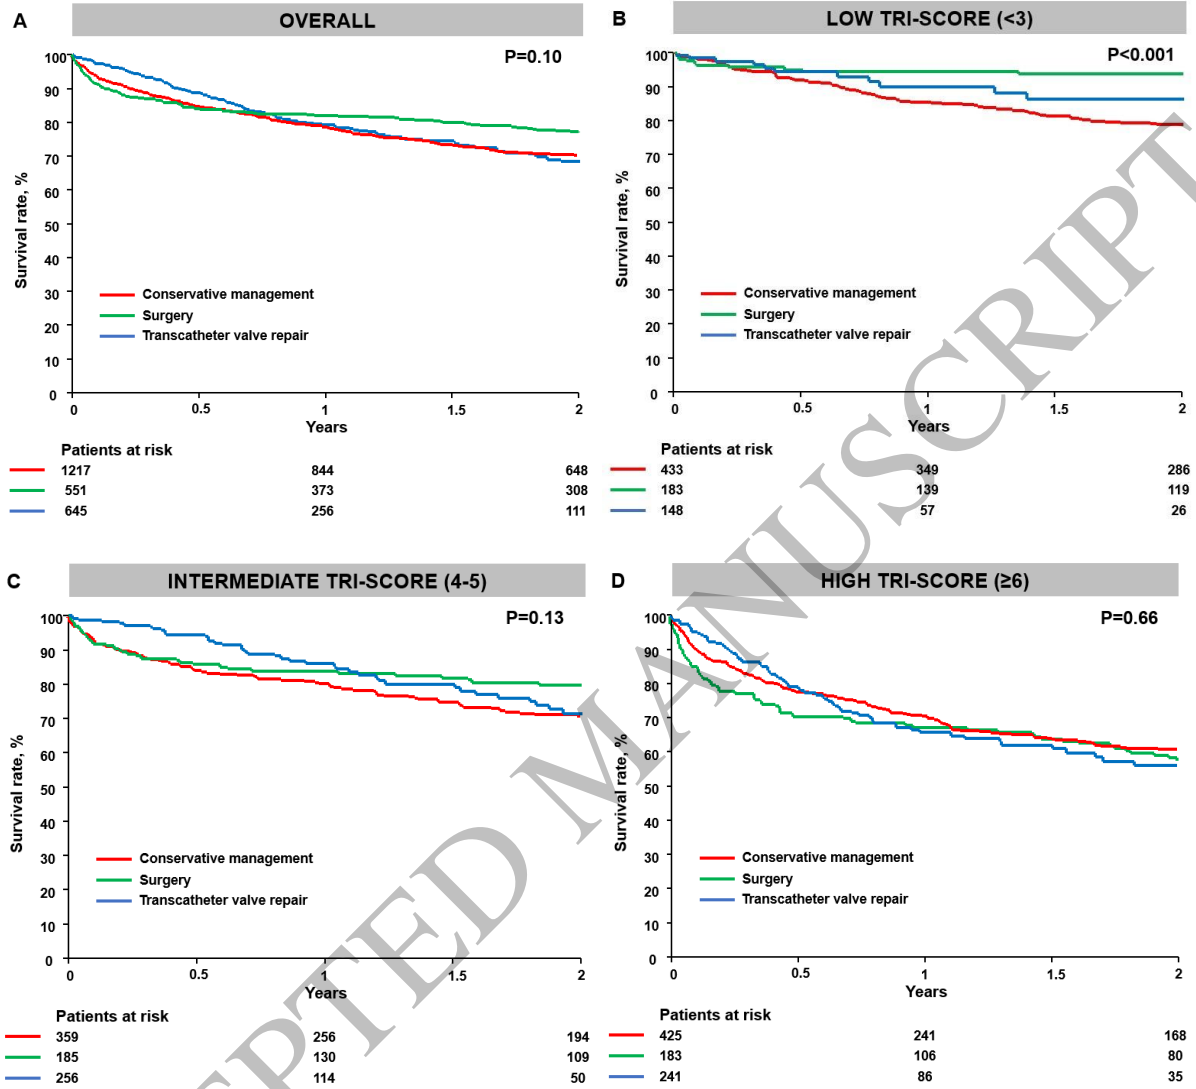 A
OVERALL
P=0.10
Survival rate, %
100
90
80
70
60
50
40
30
20
10
0
Conservative management
Surgery
Transcatheter valve repair
0 0.5 1 1.5 2
Years
Patients at risk
1217 844 648
551 373 308
645 256 111
B
LOW TRI-SCORE (<3)
P<0.001
Survival rate, %
100
90
80
70
60
50
40
30
20
10
0
Conservative management
Surgery
Transcatheter valve repair
0 0.5 1 1.5 2
Years
Patients at risk
433 349 286
183 139 119
148 57 26
C
INTERMEDIATE TRI-SCORE (4-5)
P=0.13
Survival rate, %
100
90
80
70
60
50
40
30
20
10
0
Conservative management
Surgery
Transcatheter valve repair
0 0.5 1 1.5 2
Years
Patients at risk
359 256 194
185 130 109
256 114 50
D
HIGH TRI-SCORE (≥6)
P=0.66
Survival rate, %
100
90
80
70
60
50
40
30
20
10
0
Conservative management
Surgery
Transcatheter valve repair
0 0.5 1 1.5 2
Years
Patients at risk
425 241 168
183 106 80
241 86 35
EPTED MANUSCRIPT